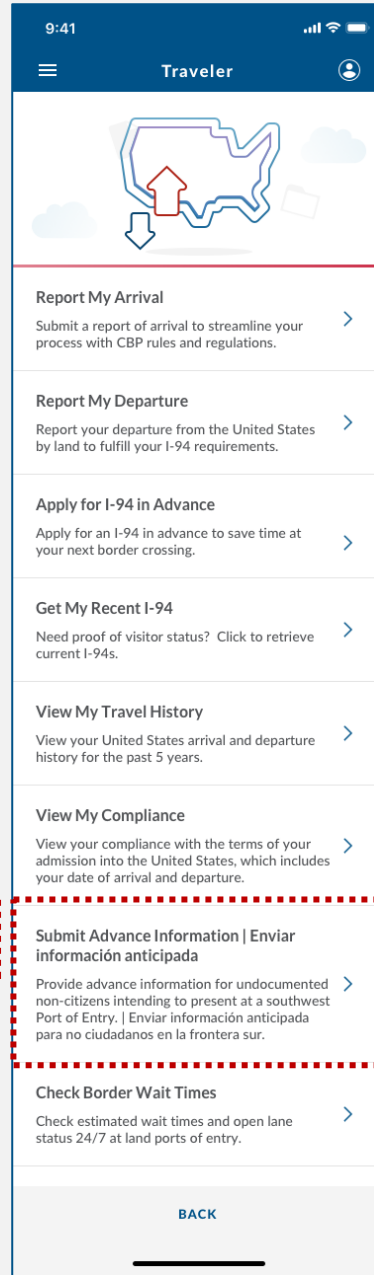 9:41
Traveler
Report My Arrival
Submit a report of arrival to streamline your
process with CBP rules and regulations.
Report My Departure
Report your departure from the United States
by land to fulfill your I-94 requirements.
Apply for I-94 in Advance
Apply for an I-94 in advance to save time at
your next border crossing.
Get My Recent I-94
Need proof of visitor status?  Click to retrieve
current I-94s.
View My Travel History
View your United States arrival and departure
history for the past 5 years.
View My Compliance
View your compliance with the terms of your
admission into the United States, which includes
your date of arrival and departure.
Submit Advance Information | Enviar
información anticipada
Provide advance information for undocumented
non-citizens intending to present at a southwest
Port of Entry. | Enviar información anticipada
para no ciudadanos en la frontera sur.
Check Border Wait Times
Check estimated wait times and open lane
status 24/7 at land ports of entry.
BACK